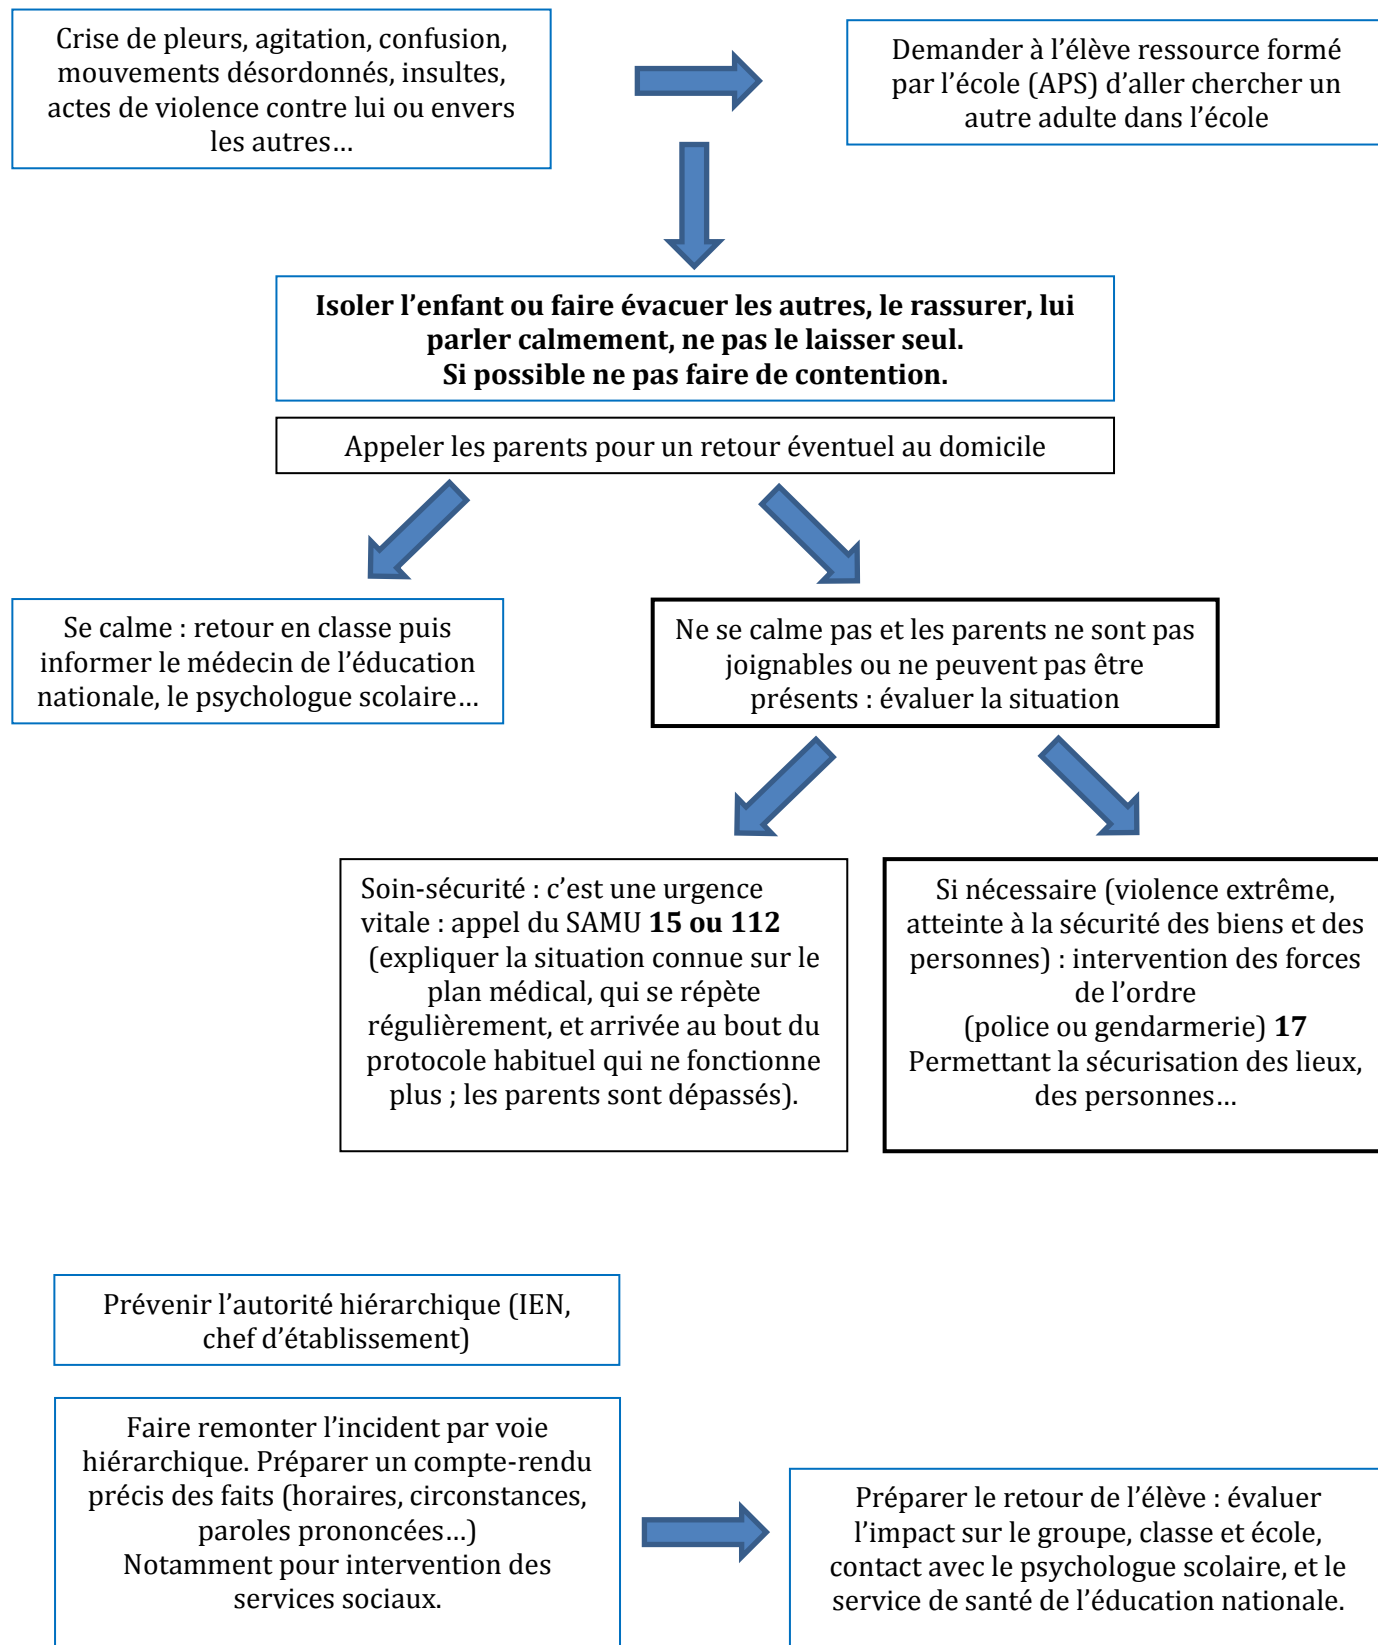 Crise de pleurs, agitation, confusion,
mouvements désordonnés, insultes,
actes de violence contre lui ou envers
les autres…
Demander à l’élève ressource formé
par l’école (APS) d’aller chercher un
autre adulte dans l’école
Isoler l’enfant ou faire évacuer les autres, le rassurer, lui
parler calmement, ne pas le laisser seul.
Si possible ne pas faire de contention.
Appeler les parents pour un retour éventuel au domicile
Se calme : retour en classe puis
informer le médecin de l’éducation
nationale, le psychologue scolaire…
Ne se calme pas et les parents ne sont pas
joignables ou ne peuvent pas être
présents : évaluer la situation
Soin-sécurité : c’est une urgence
vitale : appel du SAMU 15 ou 112
(expliquer la situation connue sur le
plan médical, qui se répète
régulièrement, et arrivée au bout du
protocole habituel qui ne fonctionne
plus ; les parents sont dépassés).
Si nécessaire (violence extrême,
atteinte à la sécurité des biens et des
personnes) : intervention des forces
de l’ordre
(police ou gendarmerie) 17
Permettant la sécurisation des lieux,
des personnes…
Prévenir l’autorité hiérarchique (IEN,
chef d’établissement)
Faire remonter l’incident par voie
hiérarchique. Préparer un compte-rendu
précis des faits (horaires, circonstances,
paroles prononcées…)
Notamment pour intervention des
services sociaux.
Préparer le retour de l’élève : évaluer
l’impact sur le groupe, classe et école,
contact avec le psychologue scolaire, et le
service de santé de l’éducation nationale.